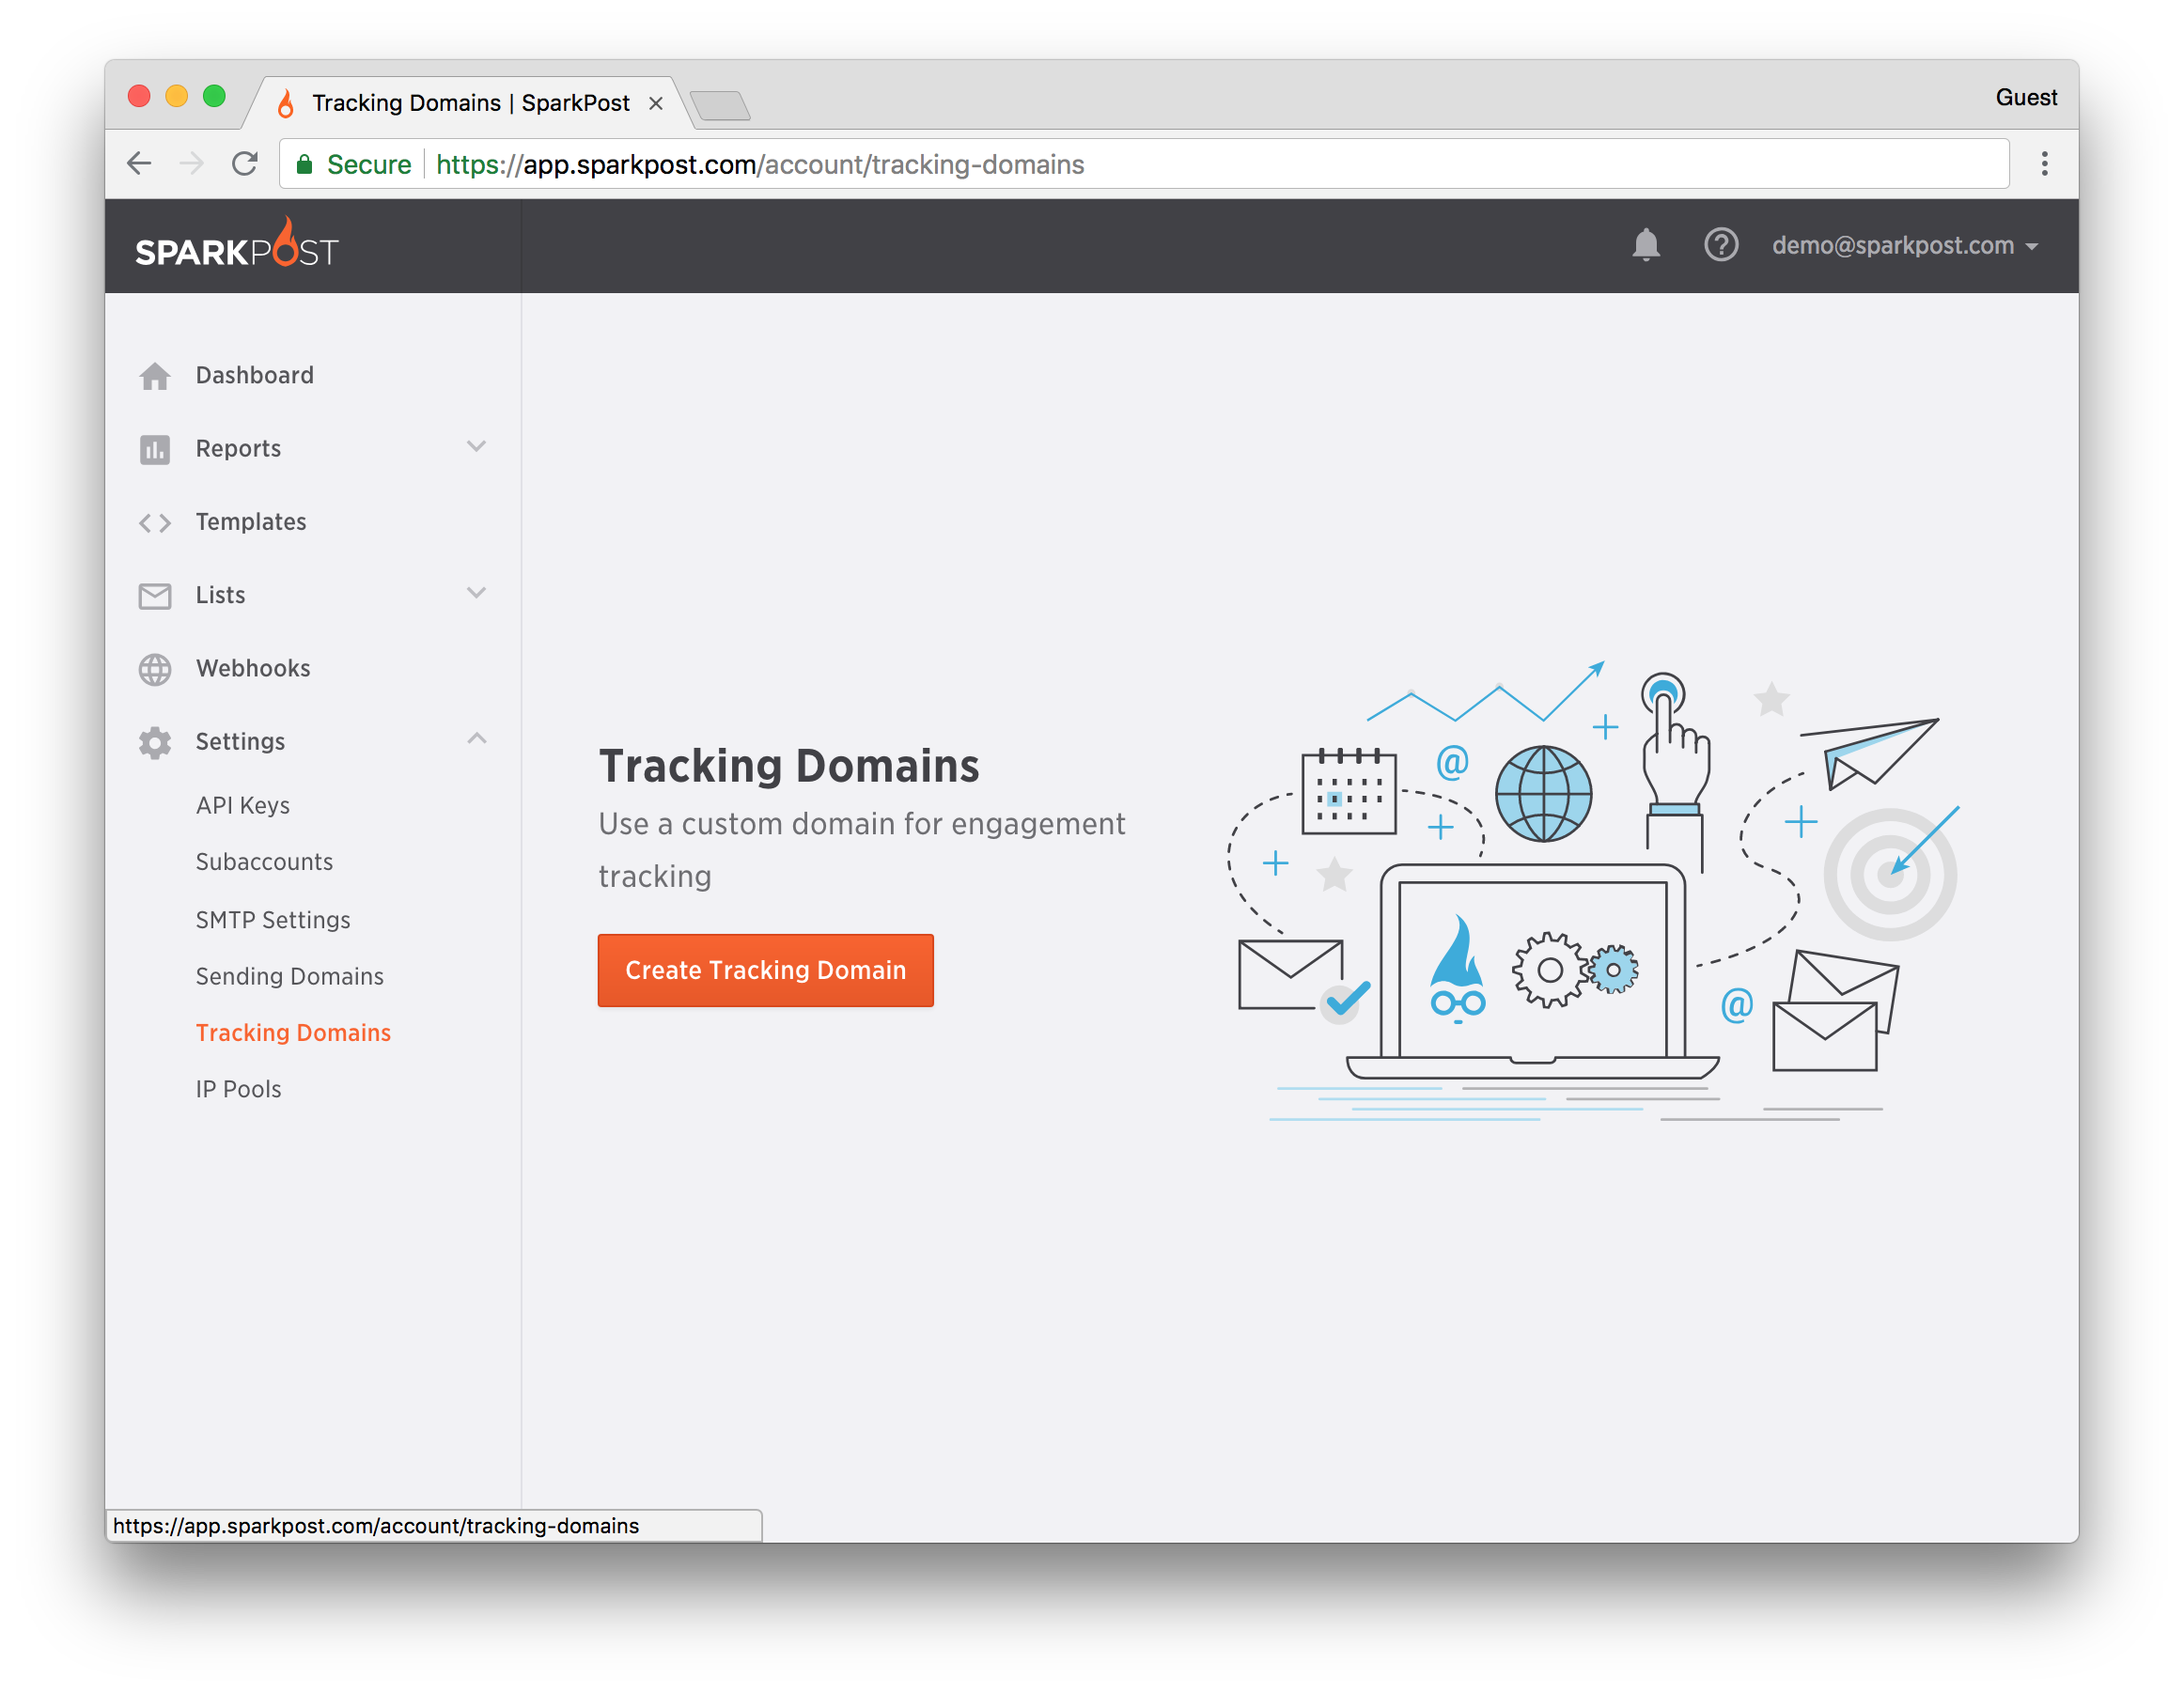 Tracking Domains | SparkPost
Guest
Secure https://app.sparkpost.com/account/tracking-domains
SPARKPOST
demo@sparkpost.com
Dashboard
Reports
Templates
Lists
Webhooks
Settings
API Keys
Subaccounts
SMTP Settings
Sending Domains
Tracking Domains
IP Pools
Tracking Domains
Use a custom domain for engagement
tracking
Create Tracking Domain
@
@
https://app.sparkpost.com/account/tracking-domains